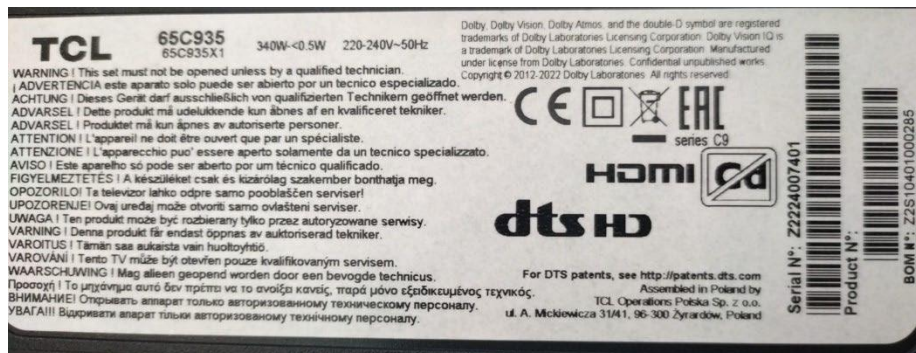 TCL
65C935
65C935X1
340W-<0.5W 220-240V~50Hz
WARNING ! This set must not be opened unless by a qualified technician.
¡ ADVERTENCIA este aparato solo puede ser abierto por un tecnico especializado.
ACHTUNG ! Dieses Gerät darf ausschließlich von qualifizierten Technikern geöffnet werden.
ADVARSEL ! Dette produkt må udelukkende kun åbnes af en kvalificeret tekniker.
ADVARSEL ! Produktet må kun åpnes av autoriserte personer.
ATTENTION ! L'appareil ne doit être ouvert que par un spécialiste.
ATTENZIONE ! L'apparecchio puo' essere aperto solamente da un tecnico specializzato.
AVISO ! Este aparelho só pode ser aberto por um técnico qualificado.
FIGYELMEZTETÉS ! A készüléket csak és kizárólag szakember bonthatja meg.
OPOZORILO! Ta televizor lahko odpre samo pooblaščen serviser!
UPOZORENJE! Ovaj uređaj može otvoriti samo ovlašteni serviser.
UWAGA ! Ten produkt może być rozbierany tylko przez autoryzowane serwisy.
VARNING ! Denna produkt får endast öppnas av auktoriserad tekniker.
VAROITUS ! Tämän saa aukaista vain huoltoyhtiö.
VAROVÁNÍ ! Tento TV může být otevřen pouze kvalifikovaným servisem.
WAARSCHUWING ! Mag alleen geopend worden door een bevogde technicus.
Προσοχή ! Το μηχάνημα αυτό δεν πρέπει να το ανοίξει κανείς, παρά μόνο εξειδικευμένος τεχνικός.
ВНИМАНИЕ! Открывать аппарат только авторизованному техническому персоналу.
УВАГА!!! Відкривати апарат тільки авторизованому технічному персоналу.
Dolby, Dolby Vision, Dolby Atmos, and the double-D symbol are registered
trademarks of Dolby Laboratories Licensing Corporation. Dolby Vision IQ is
a trademark of Dolby Laboratories Licensing Corporation. Manufactured
under license from Dolby Laboratories. Confidential unpublished works.
Copyright © 2012-2022 Dolby Laboratories. All rights reserved.
CE EAC
series C9
HDMI Cd
dts HD
For DTS patents, see http://patents.dts.com
Assembled in Poland by
TCL Operations Polska Sp. z o.o.
ul. A. Mickiewicza 31/41, 96-300 Żyrardów, Poland
Serial N°: Z2224007401
Product N°:
BOM N°: Z2S10401000285